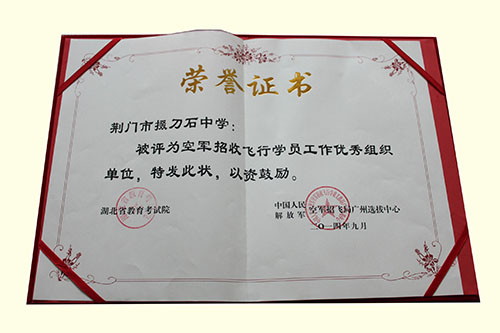 荣誉证书
荆门市掇刀石中学：
被评为空军招收飞行学员工作优秀组织
单位，特发此状，以资鼓励。
湖北省教育考试院
中国人民解放军 空军招飞局广州选拔中心
二〇一四年九月